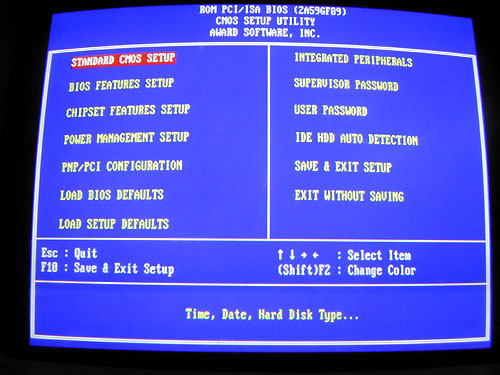 ROM PCI/ISA BIOS (2A59GF09)
CMOS SETUP UTILITY
AWARD SOFTWARE, INC.
STANDARD CMOS SETUP
BIOS FEATURES SETUP
CHIPSET FEATURES SETUP
POWER MANAGEMENT SETUP
PNP/PCI CONFIGURATION
LOAD BIOS DEFAULTS
LOAD SETUP DEFAULTS
INTEGRATED PERIPHERALS
SUPERVISOR PASSWORD
USER PASSWORD
IDE HDD AUTO DETECTION
SAVE & EXIT SETUP
EXIT WITHOUT SAVING
Esc : Quit
F10 : Save & Exit Setup
↑ ↓ → ← : Select Item
(Shift)F2 : Change Color
Time, Date, Hard Disk Type...